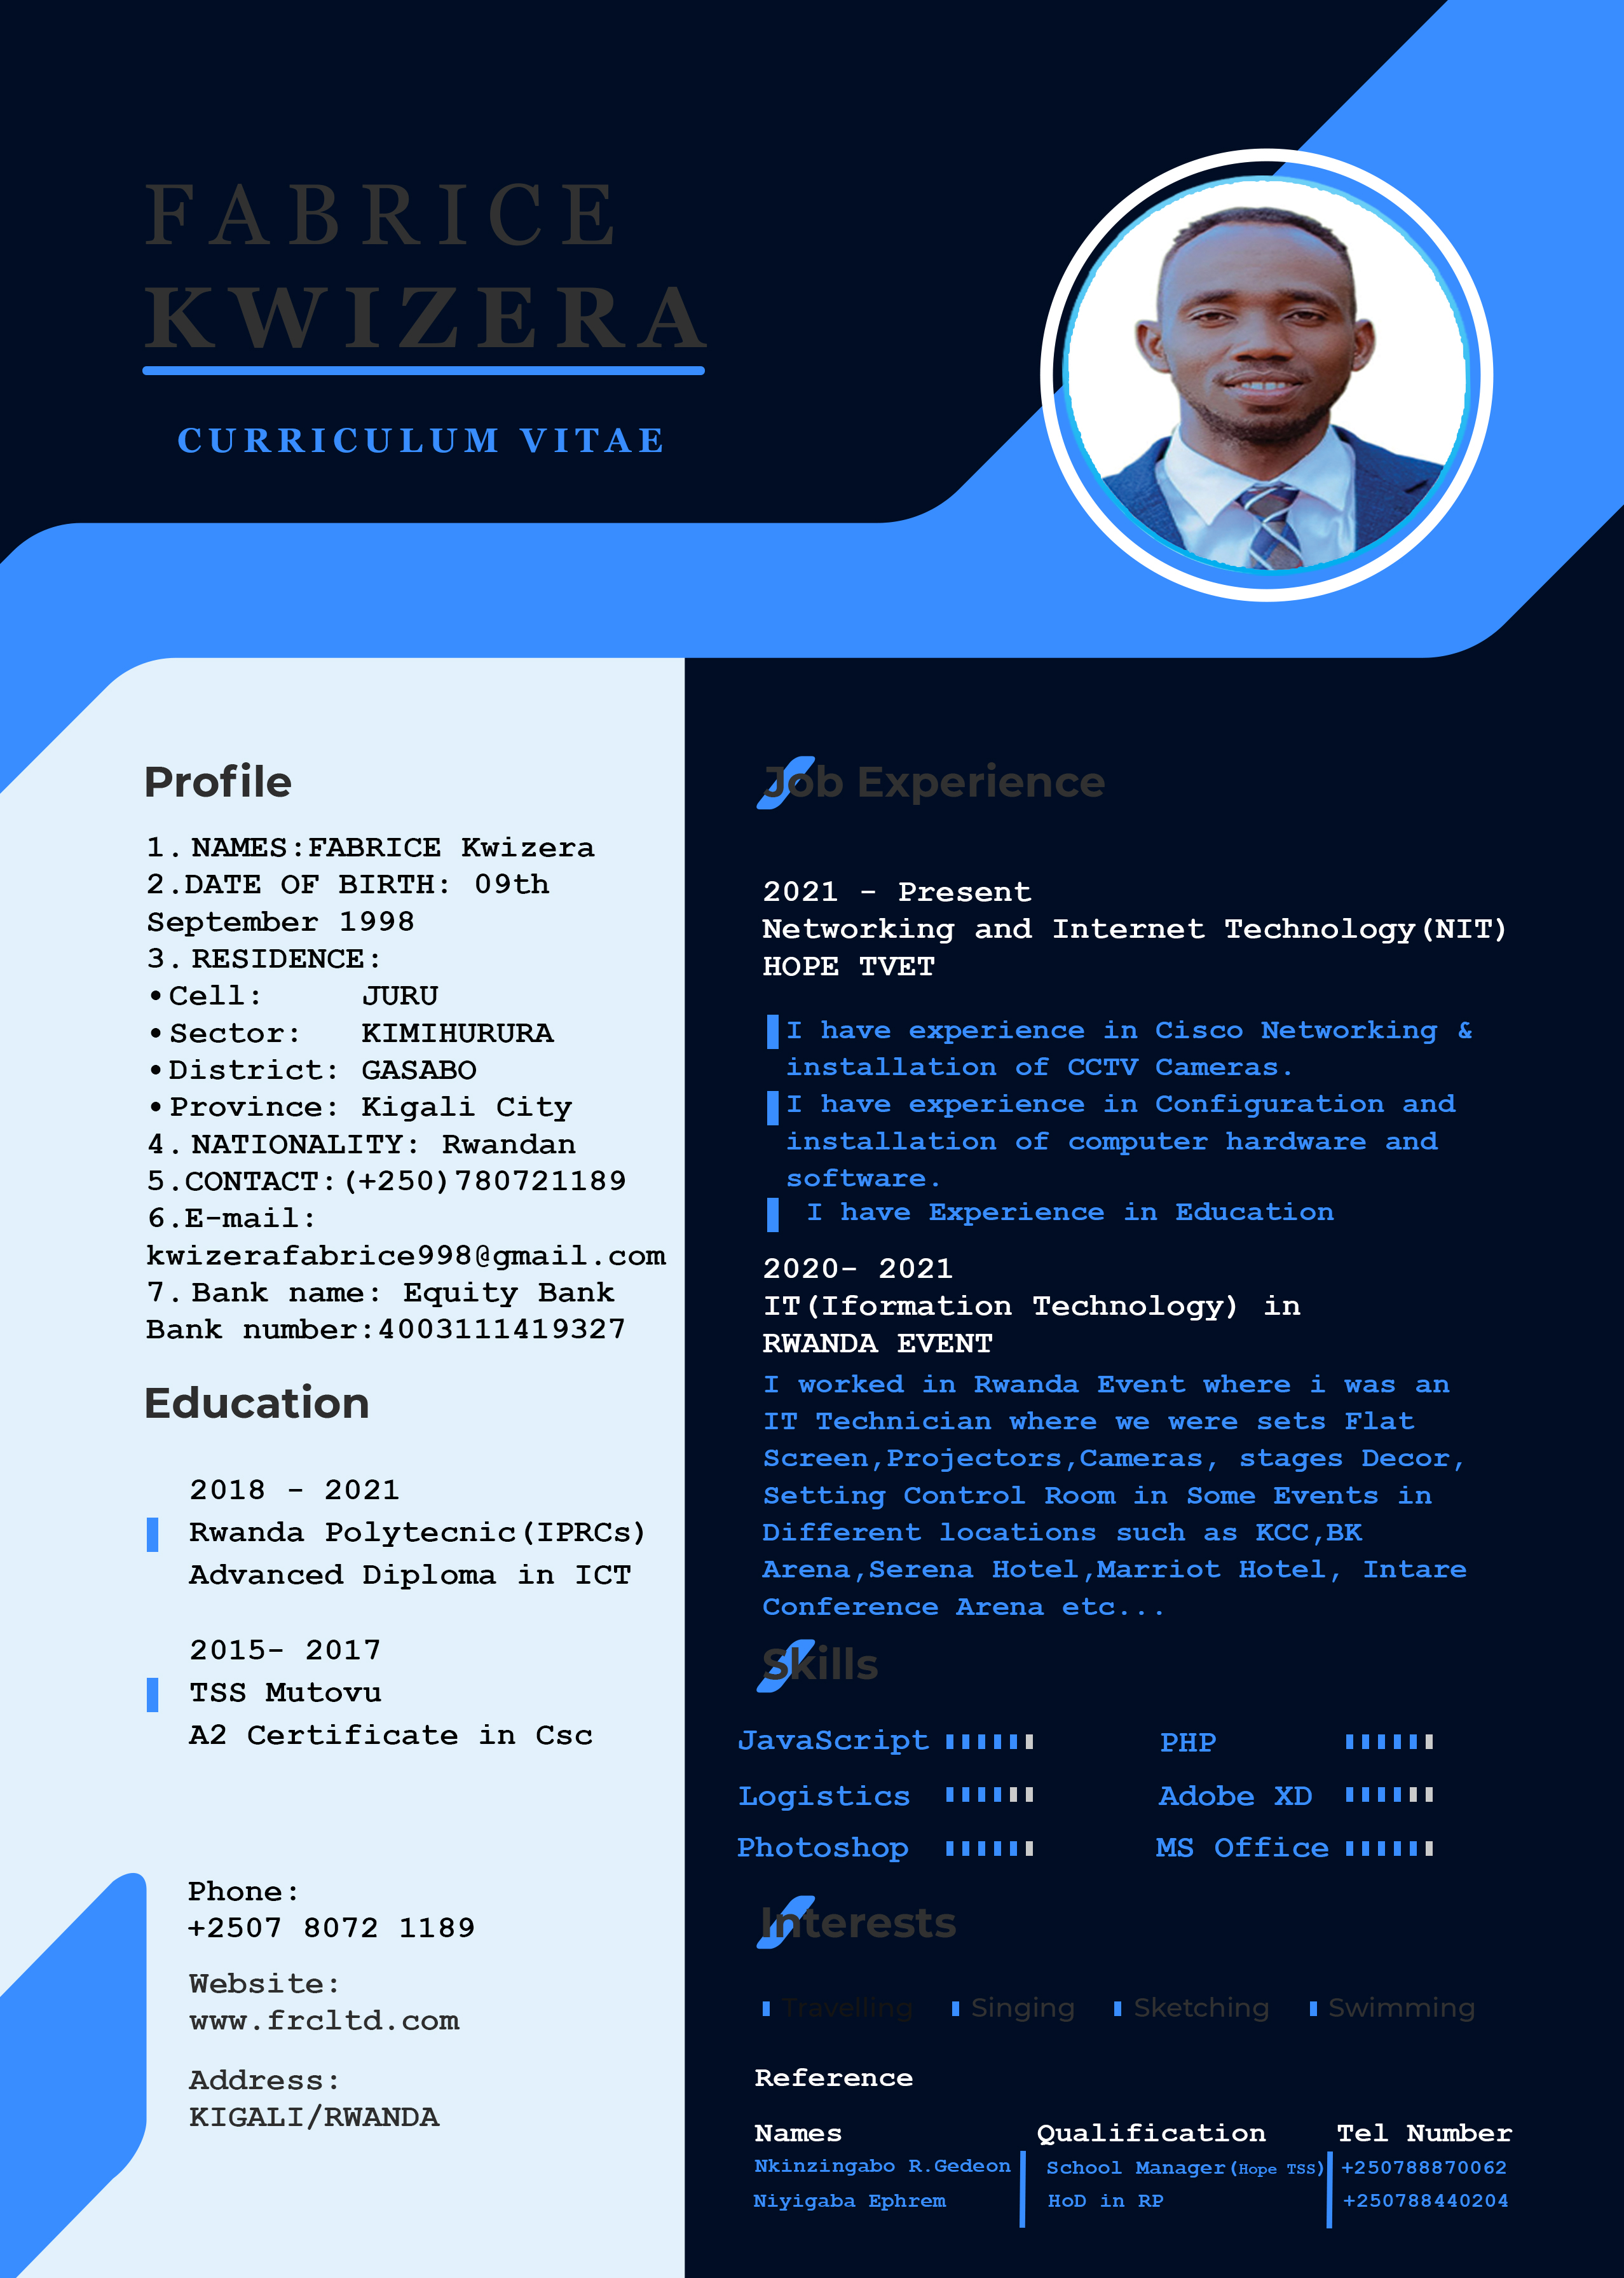 FABRICE
KWIZERA
CURRICULUM VITAE
Profile
1. NAMES:FABRICE Kwizera
2.DATE OF BIRTH: 09th
September 1998
3. RESIDENCE:
•Cell: JURU
•Sector: KIMIHURURA
•District: GASABO
•Province: Kigali City
4. NATIONALITY: Rwandan
5.CONTACT:(+250)780721189
6.E-mail:
kwizerafabrice998@gmail.com
7. Bank name: Equity Bank
Bank number:4003111419327
Education
2018 - 2021
Rwanda Polytecnic(IPRCs)
Advanced Diploma in ICT
2015- 2017
TSS Mutovu
A2 Certificate in Csc
Phone:
+2507 8072 1189
Website:
www.frcltd.com
Address:
KIGALI/RWANDA
Job Experience
2021 - Present
Networking and Internet Technology(NIT)
HOPE TVET
I have experience in Cisco Networking &
installation of CCTV Cameras.
I have experience in Configuration and
installation of computer hardware and
software.
I have Experience in Education
2020- 2021
IT(Iformation Technology) in
RWANDA EVENT
I worked in Rwanda Event where i was an
IT Technician where we were sets Flat
Screen,Projectors,Cameras, stages Decor,
Setting Control Room in Some Events in
Different locations such as KCC,BK
Arena,Serena Hotel,Marriot Hotel, Intare
Conference Arena etc...
Skills
JavaScript PHP
Logistics Adobe XD
Photoshop MS Office
Interests
Travelling Singing Sketching Swimming
Reference
Names Qualification Tel Number
Nkinzingabo R.Gedeon School Manager(Hope TSS) +250788870062
Niyigaba Ephrem HoD in RP +250788440204